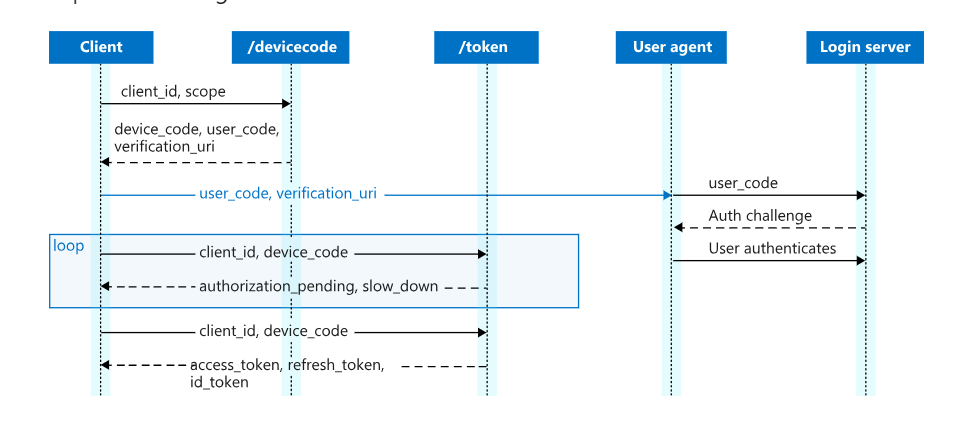 Client
/devicecode
/token
User agent
Login server
client_id, scope
device_code, user_code,
verification_uri
user_code, verification_uri
user_code
Auth challenge
loop
client_id, device_code
User authenticates
authorization_pending, slow_down
client_id, device_code
access_token, refresh_token,
id_token